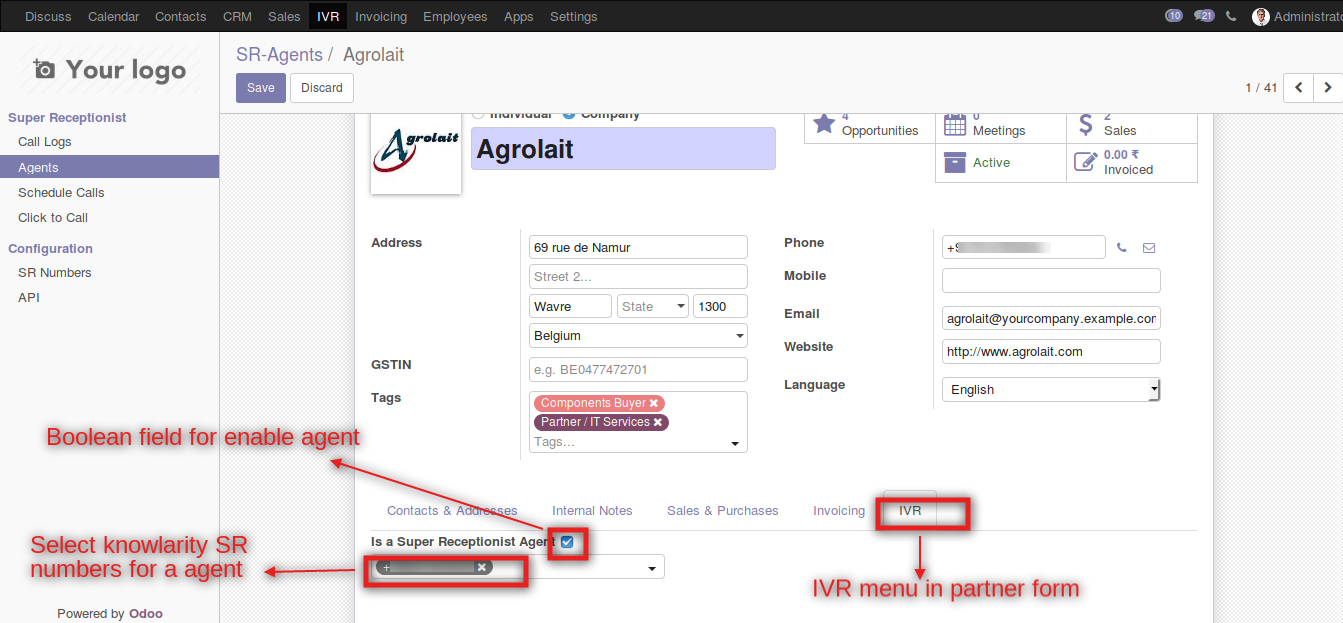 Discuss Calendar Contacts CRM Sales IVR Invoicing Employees Apps Settings 10 21 Administrato
Your logo
SR-Agents / Agrolait
Save Discard
1 / 41
Super Receptionist
Call Logs
Agents
Schedule Calls
Click to Call
Configuration
SR Numbers
API
Individual Company
Agrolait
Agrolait
4
Opportunities
0
Meetings
2
Sales
Active
0.00 ₹
Invoiced
Address
69 rue de Namur
Street 2...
Wavre State 1300
Belgium
GSTIN
e.g. BE0477472701
Tags
Components Buyer
Partner / IT Services
Tags...
Phone
Mobile
Email
agrolait@yourcompany.example.com
Website
http://www.agrolait.com
Language
English
Boolean field for enable agent
Contacts & Addresses Internal Notes Sales & Purchases Invoicing IVR
Is a Super Receptionist Agent
+
Select knowlarity SR
numbers for a agent
IVR menu in partner form
Powered by Odoo